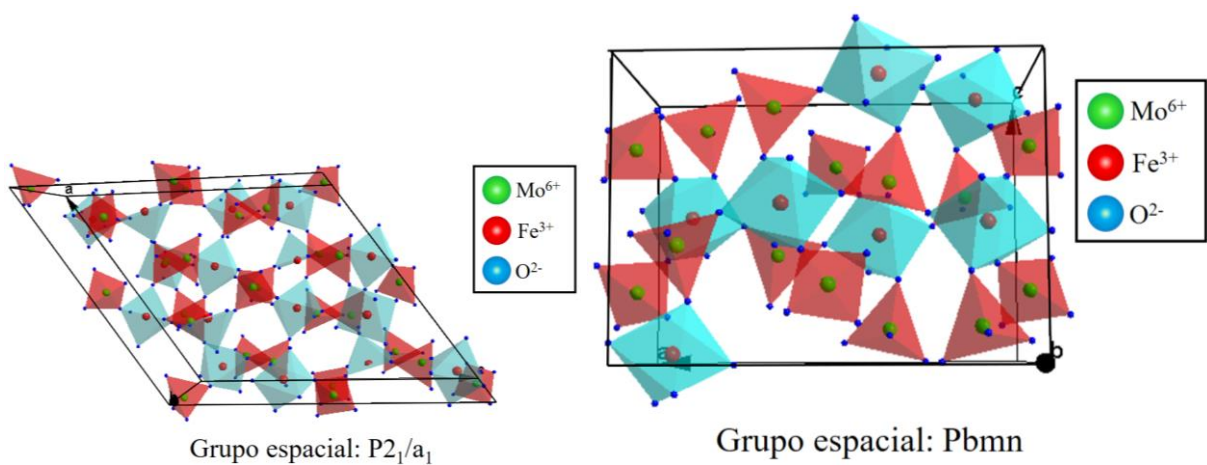 a
Mo⁶⁺
Fe³⁺
O²⁻
Grupo espacial: P2₁/a₁
c
a
b
Mo⁶⁺
Fe³⁺
O²⁻
Grupo espacial: Pbmn